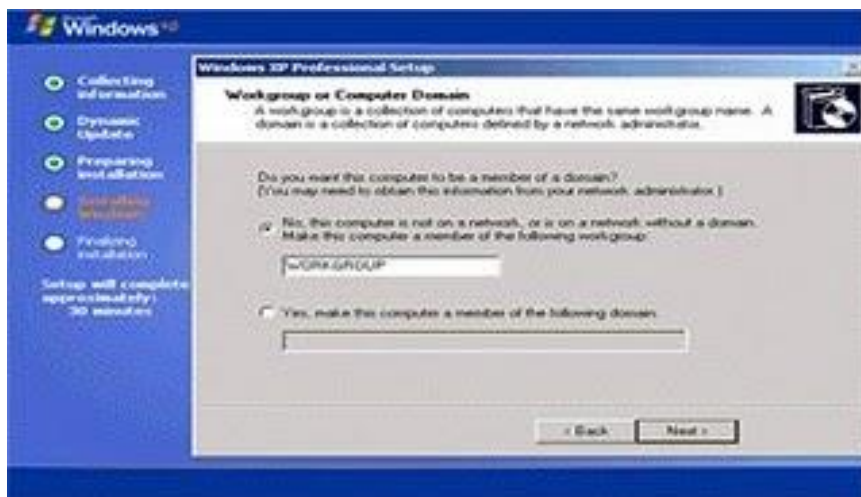 Windows xp
Collecting
information
Dynamic
Update
Preparing
installation
Installing
Windows
Finalizing
installation
Setup will complete
approximately:
30 minutes
Windows XP Professional Setup
Workgroup or Computer Domain
A workgroup is a collection of computers that have the same workgroup name. A
domain is a collection of computers defined by a network administrator.
Do you want this computer to be a member of a domain?
(You may need to obtain this information from your network administrator.)
No, this computer is not on a network, or is on a network without a domain.
Make this computer a member of the following workgroup:
WORKGROUP
Yes, make this computer a member of the following domain:
< Back
Next >